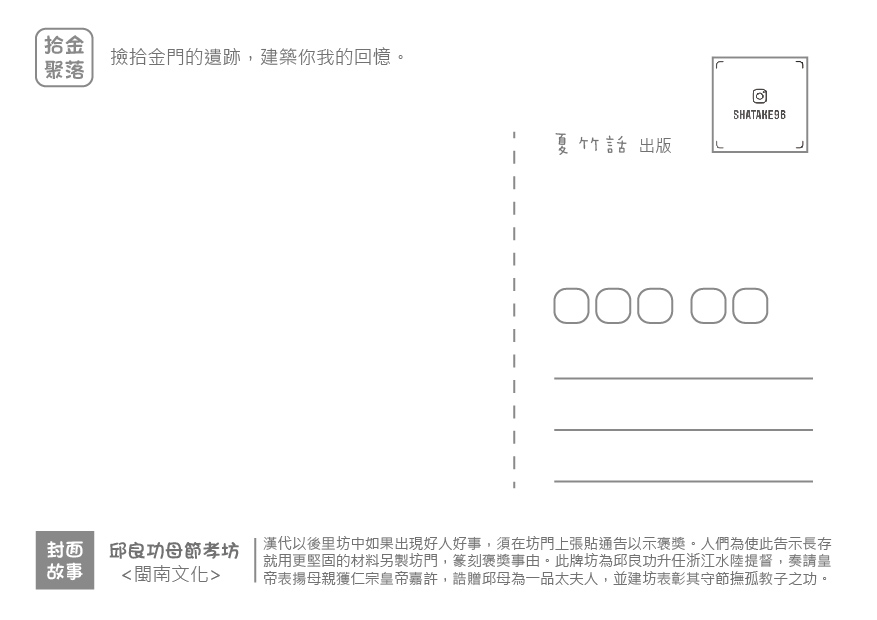 拾金
聚落
撿拾金門的遺跡，建築你我的回憶。
SHATAKE96
夏竹話 出版
封面
故事
邱良功母節孝坊
<閩南文化>
漢代以後里坊中如果出現好人好事，須在坊門上張貼通告以示褒獎。人們為使此告示長存
就用更堅固的材料另製坊門，篆刻褒獎事由。此牌坊為邱良功升任浙江水陸提督，奏請皇
帝表揚母親獲仁宗皇帝嘉許，誥贈邱母為一品太夫人，並建坊表彰其守節撫孤教子之功。